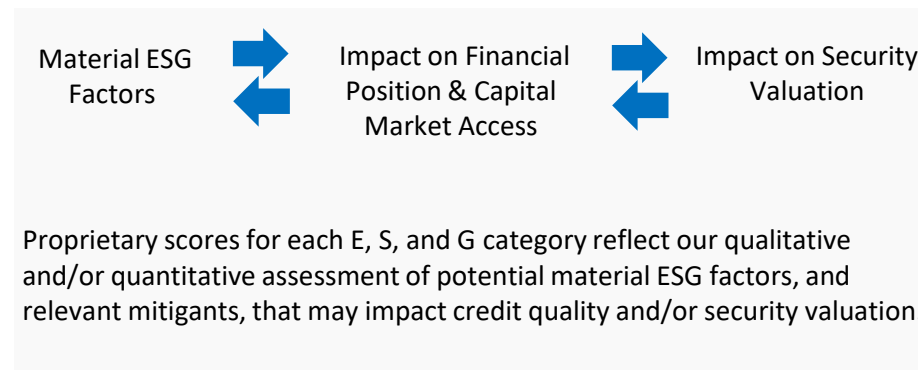 Material ESG
Factors
Impact on Financial
Position & Capital
Market Access
Impact on Security
Valuation
Proprietary scores for each E, S, and G category reflect our qualitative
and/or quantitative assessment of potential material ESG factors, and
relevant mitigants, that may impact credit quality and/or security valuation